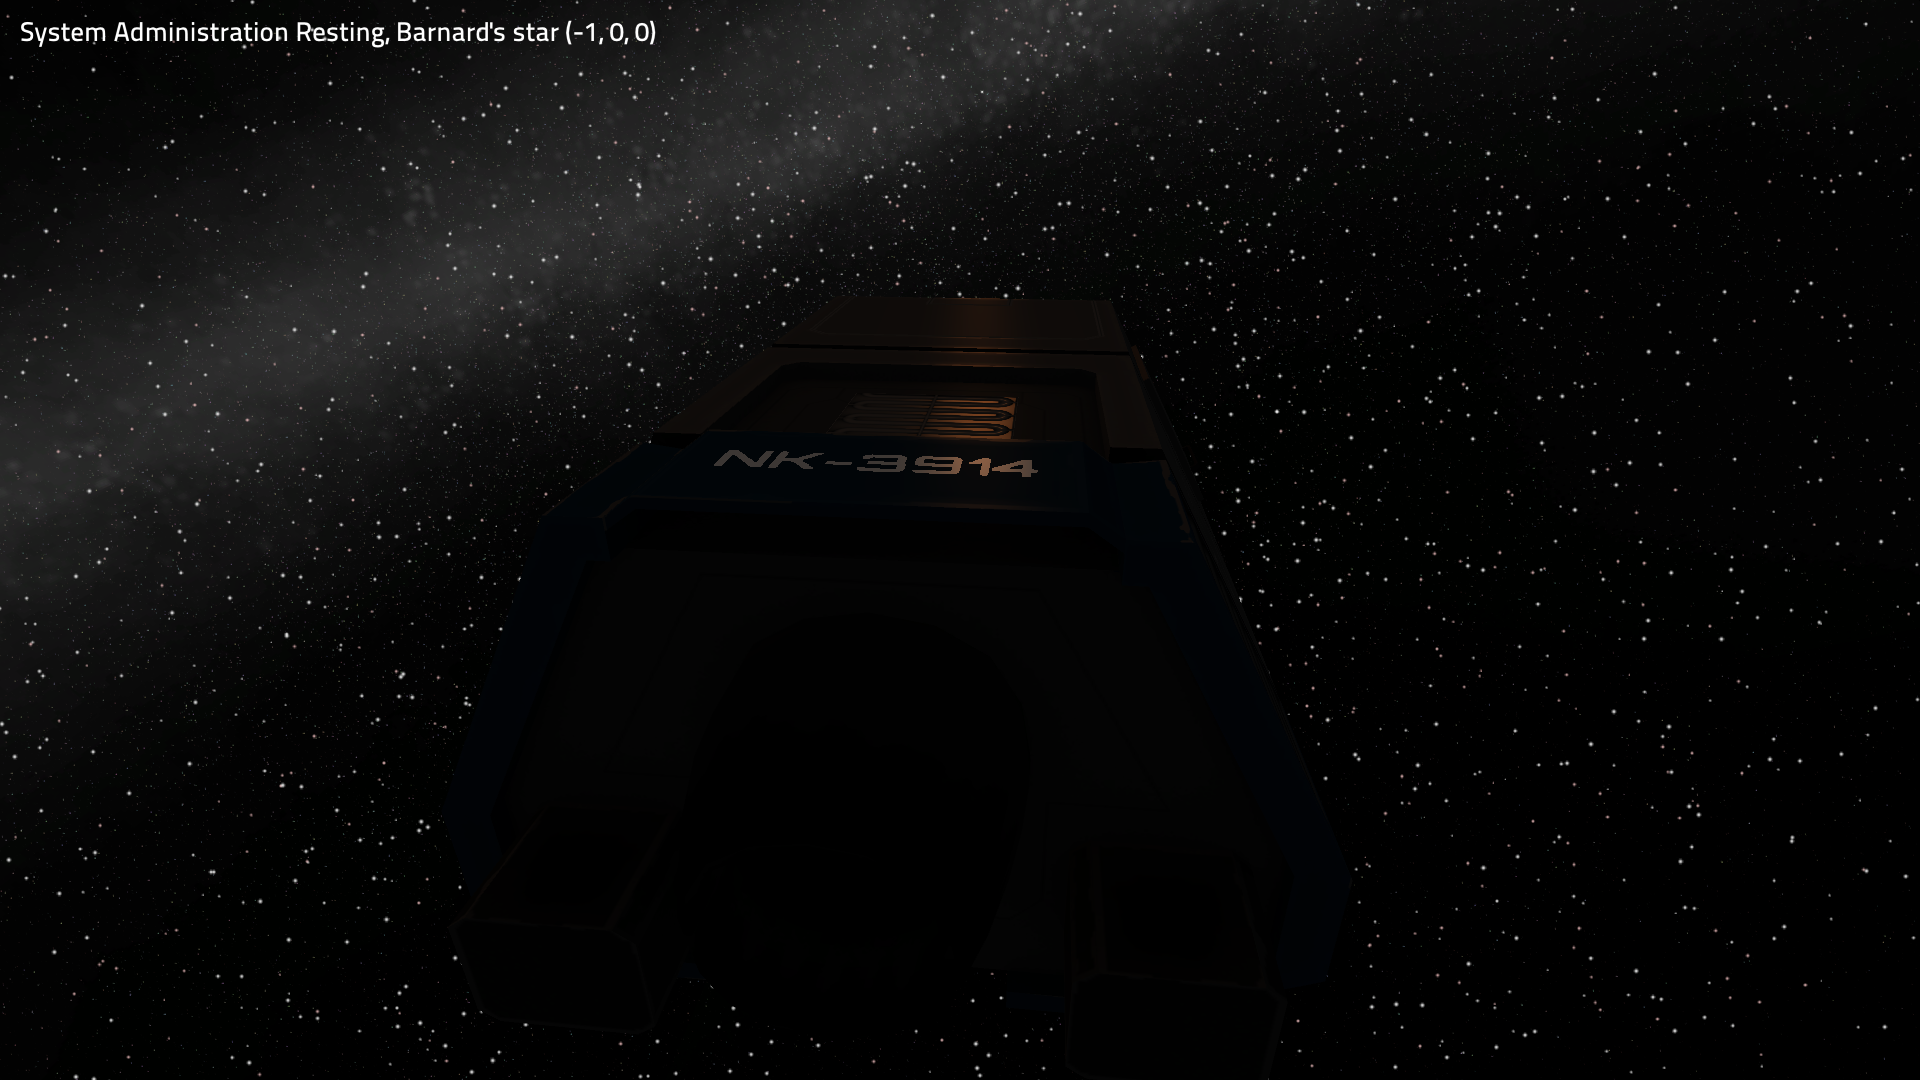 System Administration Resting, Barnard's star (-1, 0, 0)
NK-3914